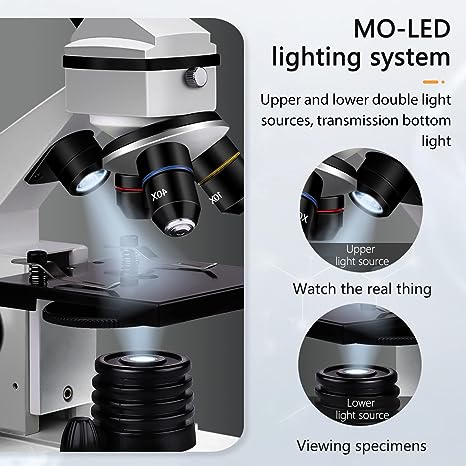 MO-LED
lighting system
Upper and lower double light
sources, transmission bottom
light
40X
10X
Upper
light source
Watch the real thing
Lower
light source
Viewing specimens